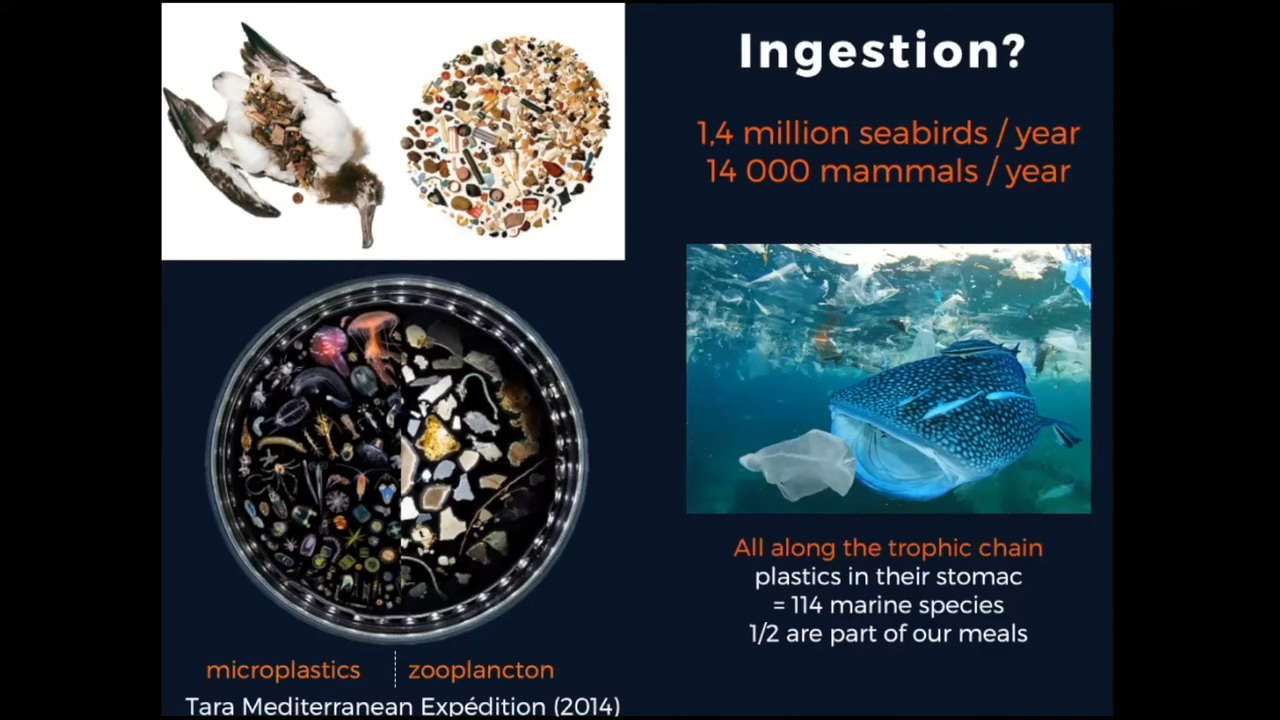 Ingestion?
1,4 million seabirds / year
14 000 mammals / year
All along the trophic chain
plastics in their stomac
= 114 marine species
1/2 are part of our meals
microplastics
zooplancton
Tara Mediterranean Expédition (2014)